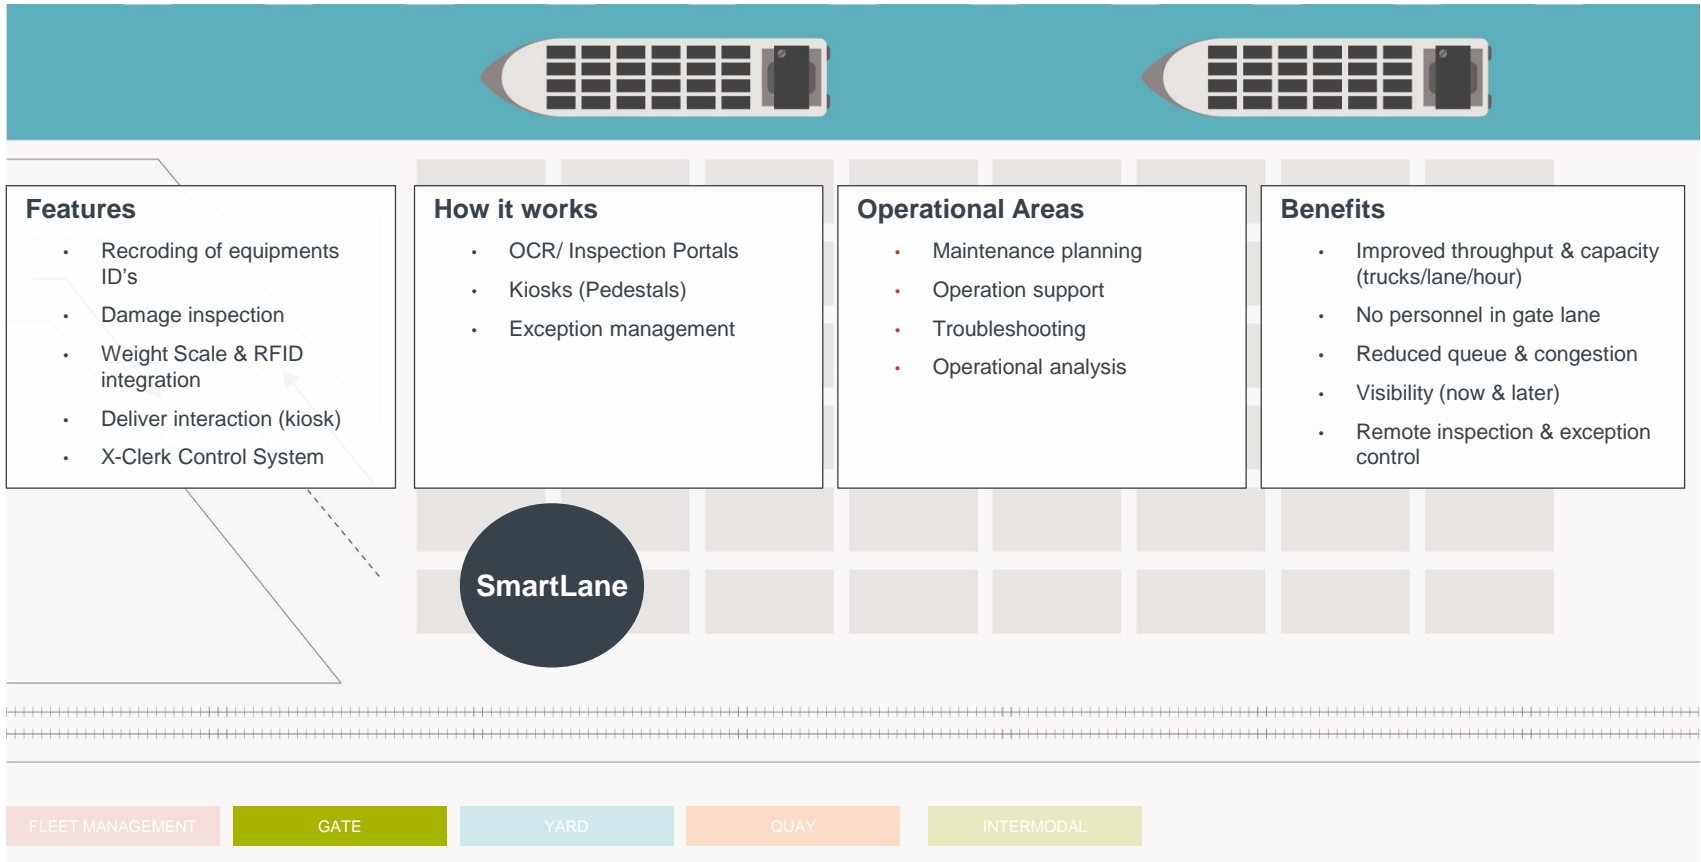 Features
Recroding of equipments
ID’s
Damage inspection
Weight Scale & RFID
integration
Deliver interaction (kiosk)
X-Clerk Control System
How it works
OCR/ Inspection Portals
Kiosks (Pedestals)
Exception management
Operational Areas
Maintenance planning
Operation support
Troubleshooting
Operational analysis
Benefits
Improved throughput & capacity
(trucks/lane/hour)
No personnel in gate lane
Reduced queue & congestion
Visibility (now & later)
Remote inspection & exception
control
SmartLane
FLEET MANAGEMENT
GATE
YARD
QUAY
INTERMODAL